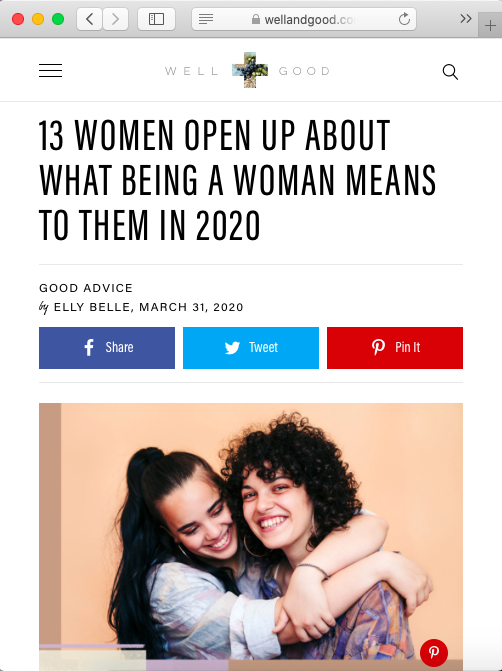 wellandgood.co
WELL GOOD
13 WOMEN OPEN UP ABOUT
WHAT BEING A WOMAN MEANS
TO THEM IN 2020
GOOD ADVICE
by ELLY BELLE, MARCH 31, 2020
Share
Tweet
Pin It